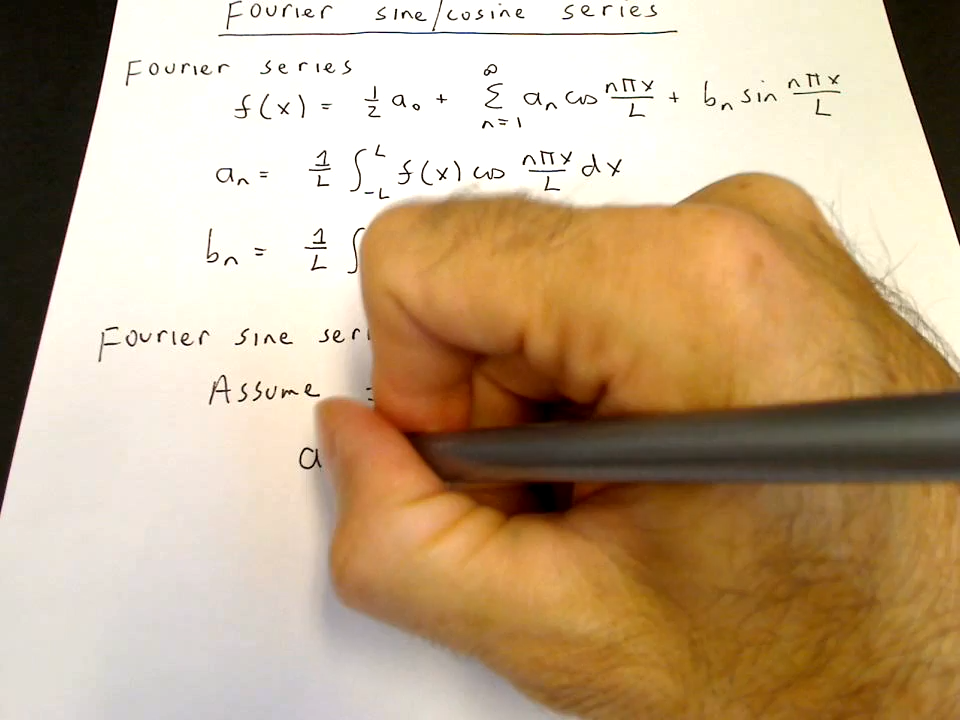 Fourier sine/cosine series
Fourier series
f(x) = 1/2 a₀ + ∑_{n=1}^{∞} aₙ cos nπx/L + bₙ sin nπx/L
aₙ = 1/L ∫_{-L}^{L} f(x) cos nπx/L dx
bₙ = 1/L ∫
Fourier sine seri
Assume
a